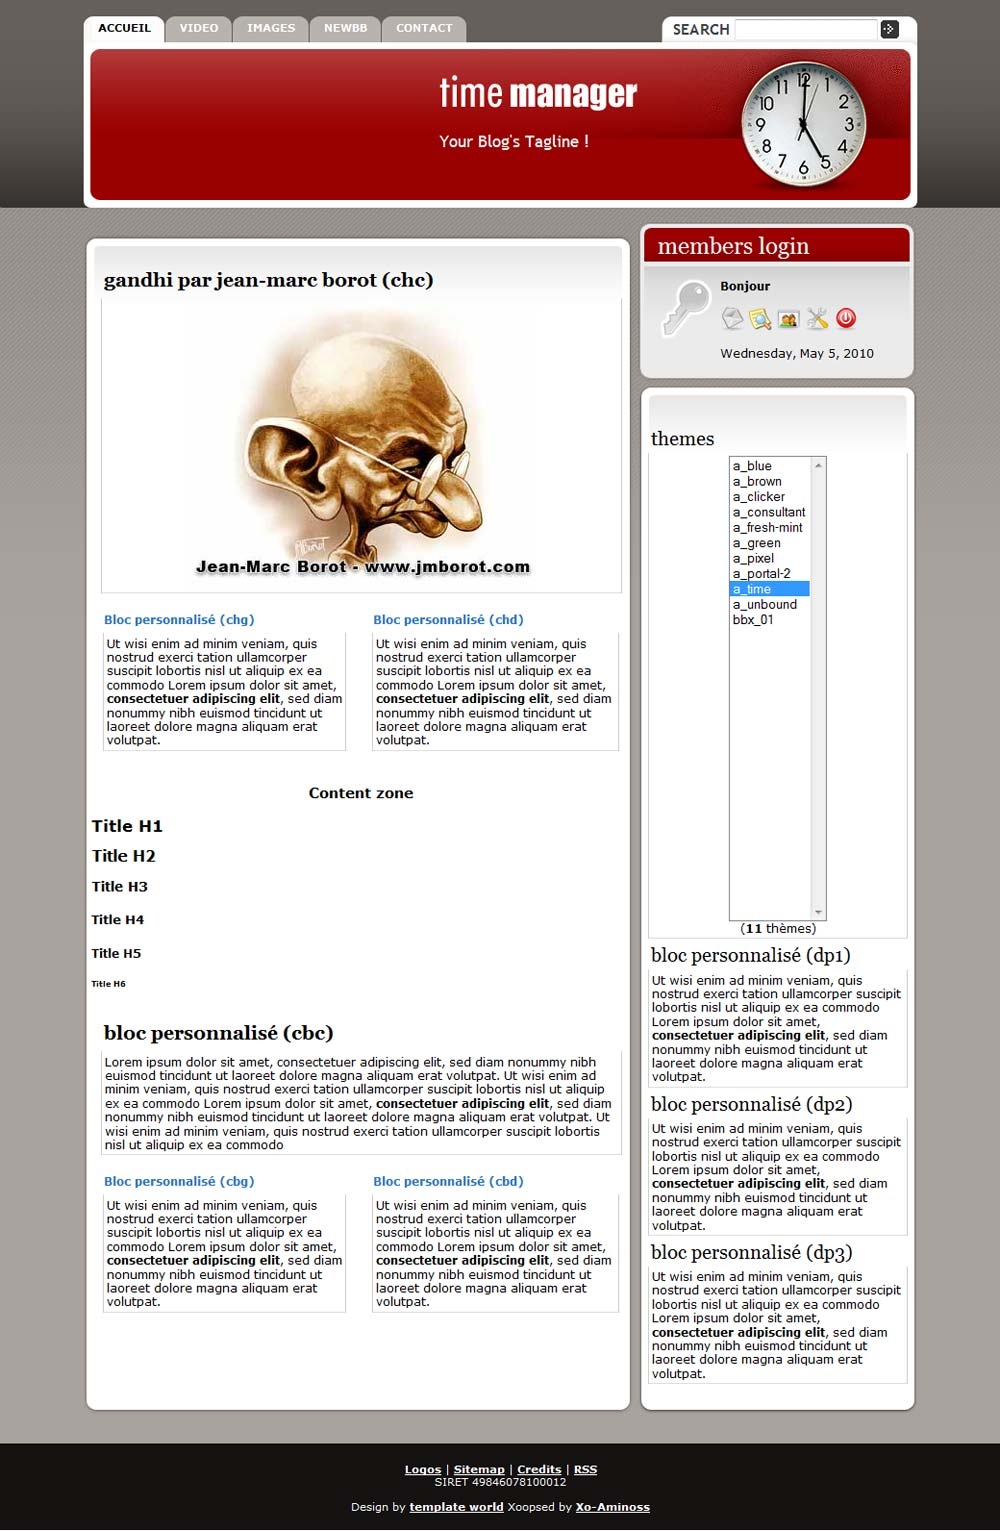 ACCUEIL VIDEO IMAGES NEWBB CONTACT
SEARCH
time manager
Your Blog's Tagline !
12 1 2 3 4 5 6 7 8 9 10 11
gandhi par jean-marc borot (chc)
Jean-Marc Borot - www.jmborot.com
Bloc personnalisé (chg)
Ut wisi enim ad minim veniam, quis
nostrud exerci tation ullamcorper
suscipit lobortis nisl ut aliquip ex ea
commodo Lorem ipsum dolor sit amet,
consectetuer adipiscing elit, sed diam
nonummy nibh euismod tincidunt ut
laoreet dolore magna aliquam erat
volutpat.
Bloc personnalisé (chd)
Ut wisi enim ad minim veniam, quis
nostrud exerci tation ullamcorper
suscipit lobortis nisl ut aliquip ex ea
commodo Lorem ipsum dolor sit amet,
consectetuer adipiscing elit, sed diam
nonummy nibh euismod tincidunt ut
laoreet dolore magna aliquam erat
volutpat.
Content zone
Title H1
Title H2
Title H3
Title H4
Title H5
Title H6
bloc personnalisé (cbc)
Lorem ipsum dolor sit amet, consectetuer adipiscing elit, sed diam nonummy nibh
euismod tincidunt ut laoreet dolore magna aliquam erat volutpat. Ut wisi enim ad
minim veniam, quis nostrud exerci tation ullamcorper suscipit lobortis nisl ut aliquip
ex ea commodo Lorem ipsum dolor sit amet, consectetuer adipiscing elit, sed diam
nonummy nibh euismod tincidunt ut laoreet dolore magna aliquam erat volutpat. Ut
wisi enim ad minim veniam, quis nostrud exerci tation ullamcorper suscipit lobortis
nisl ut aliquip ex ea commodo
Bloc personnalisé (cbg)
Ut wisi enim ad minim veniam, quis
nostrud exerci tation ullamcorper
suscipit lobortis nisl ut aliquip ex ea
commodo Lorem ipsum dolor sit amet,
consectetuer adipiscing elit, sed diam
nonummy nibh euismod tincidunt ut
laoreet dolore magna aliquam erat
volutpat.
Bloc personnalisé (cbd)
Ut wisi enim ad minim veniam, quis
nostrud exerci tation ullamcorper
suscipit lobortis nisl ut aliquip ex ea
commodo Lorem ipsum dolor sit amet,
consectetuer adipiscing elit, sed diam
nonummy nibh euismod tincidunt ut
laoreet dolore magna aliquam erat
volutpat.
members login
Bonjour
Wednesday, May 5, 2010
themes
a_blue
a_brown
a_clicker
a_consultant
a_fresh-mint
a_green
a_pixel
a_portal-2
a_time
a_unbound
bbx_01
(11 thèmes)
bloc personnalisé (dp1)
Ut wisi enim ad minim veniam, quis
nostrud exerci tation ullamcorper suscipit
lobortis nisl ut aliquip ex ea commodo
Lorem ipsum dolor sit amet,
consectetuer adipiscing elit, sed diam
nonummy nibh euismod tincidunt ut
laoreet dolore magna aliquam erat
volutpat.
bloc personnalisé (dp2)
Ut wisi enim ad minim veniam, quis
nostrud exerci tation ullamcorper suscipit
lobortis nisl ut aliquip ex ea commodo
Lorem ipsum dolor sit amet,
consectetuer adipiscing elit, sed diam
nonummy nibh euismod tincidunt ut
laoreet dolore magna aliquam erat
volutpat.
bloc personnalisé (dp3)
Ut wisi enim ad minim veniam, quis
nostrud exerci tation ullamcorper suscipit
lobortis nisl ut aliquip ex ea commodo
Lorem ipsum dolor sit amet,
consectetuer adipiscing elit, sed diam
nonummy nibh euismod tincidunt ut
laoreet dolore magna aliquam erat
volutpat.
Logos | Sitemap | Credits | RSS
SIRET 49846078100012
Design by template world Xoopsed by Xo-Aminoss